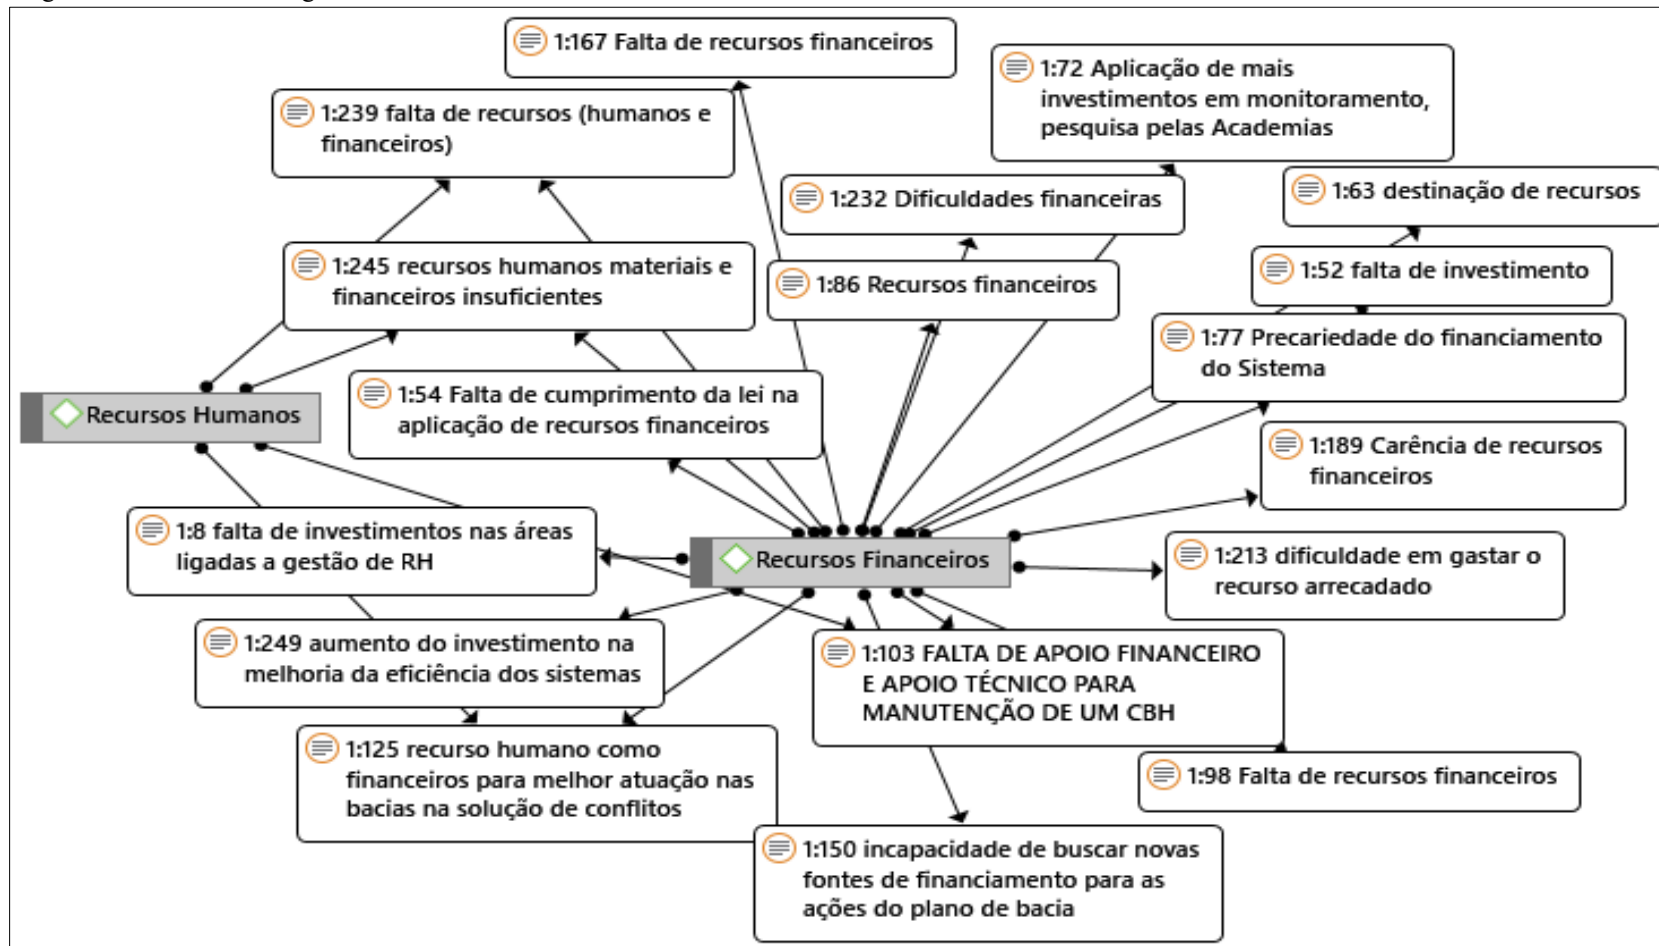 1:167 Falta de recursos financeiros
1:72 Aplicação de mais
investimentos em monitoramento,
pesquisa pelas Academias
1:239 falta de recursos (humanos e
financeiros)
1:63 destinação de recursos
1:232 Dificuldades financeiras
1:245 recursos humanos materiais e
financeiros insuficientes
1:52 falta de investimento
1:86 Recursos financeiros
1:77 Precariedade do financiamento
do Sistema
1:54 Falta de cumprimento da lei na
aplicação de recursos financeiros
Recursos Humanos
1:189 Carência de recursos
financeiros
1:8 falta de investimentos nas áreas
ligadas a gestão de RH
Recursos Financeiros
1:213 dificuldade em gastar o
recurso arrecadado
1:249 aumento do investimento na
melhoria da eficiência dos sistemas
1:103 FALTA DE APOIO FINANCEIRO
E APOIO TÉCNICO PARA
MANUTENÇÃO DE UM CBH
1:125 recurso humano como
financeiros para melhor atuação nas
bacias na solução de conflitos
1:98 Falta de recursos financeiros
1:150 incapacidade de buscar novas
fontes de financiamento para as
ações do plano de bacia